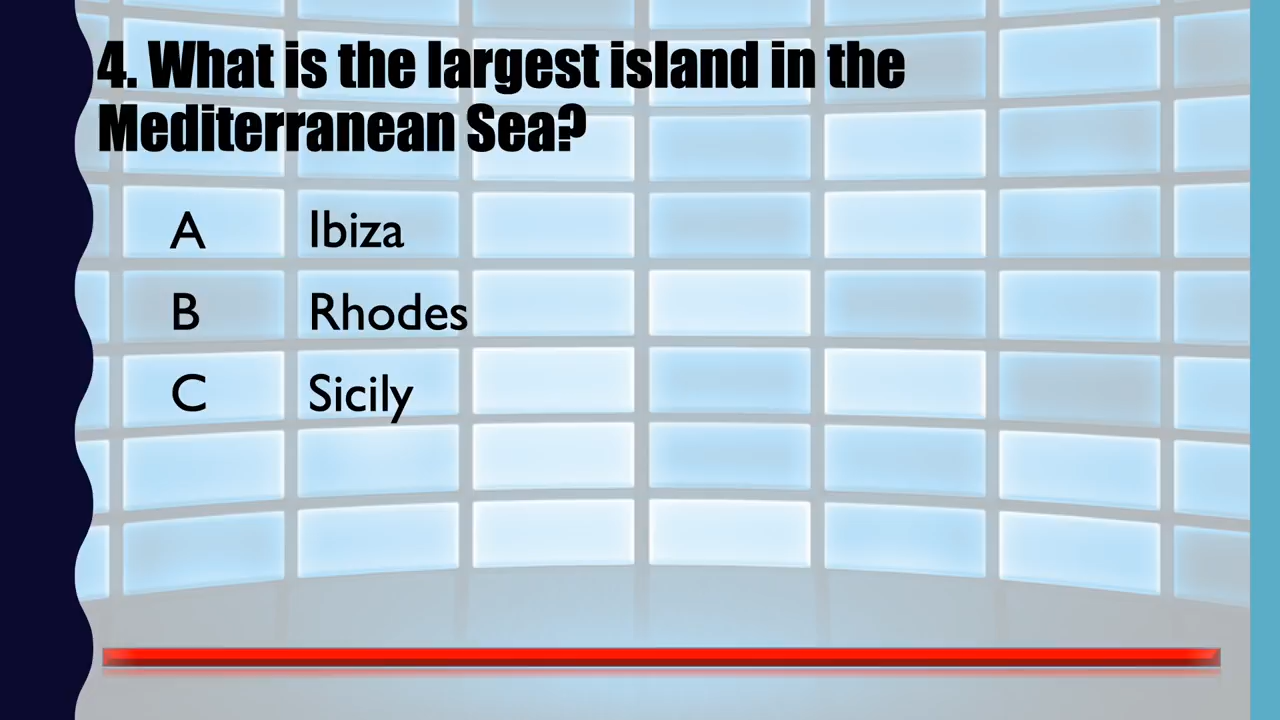 4. What is the largest island in the
Mediterranean Sea?
A Ibiza
B Rhodes
C Sicily